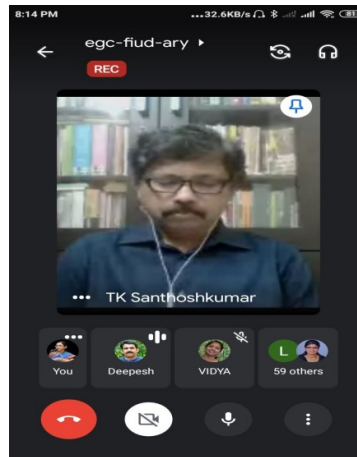 8:14 PM
...32.6KB/s
egc-fiud-ary
REC
TK Santhoshkumar
L
You
Deepesh
VIDYA
59 others